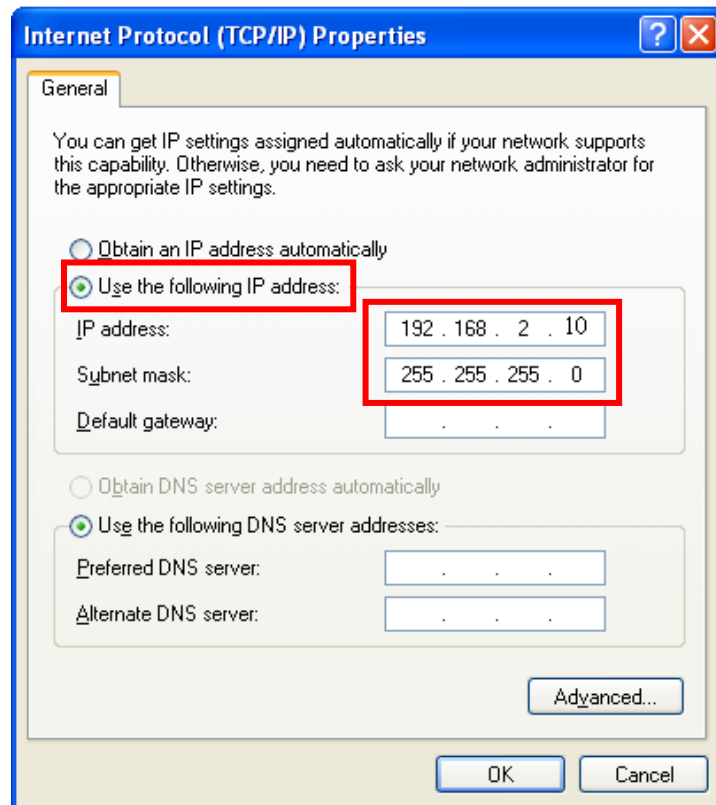 Internet Protocol (TCP/IP) Properties
?
General
You can get IP settings assigned automatically if your network supports
this capability. Otherwise, you need to ask your network administrator for
the appropriate IP settings.
Obtain an IP address automatically
Use the following IP address:
IP address: 192 . 168 . 2 . 10
Subnet mask: 255 . 255 . 255 . 0
Default gateway: . . .
Obtain DNS server address automatically
Use the following DNS server addresses:
Preferred DNS server: . . .
Alternate DNS server: . . .
Advanced...
OK Cancel